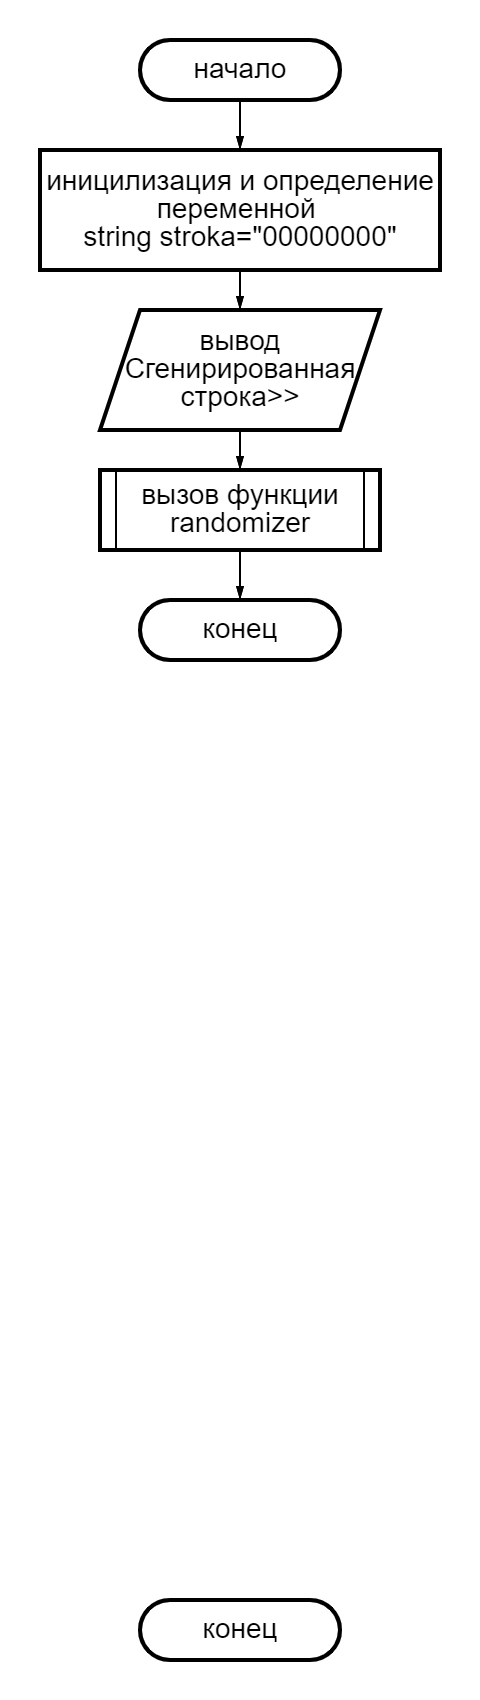 начало
иницилизация и определение
переменной
string stroka="00000000"
вывод
Сгенирированная
строка>>
вызов функции
randomizer
конец
конец